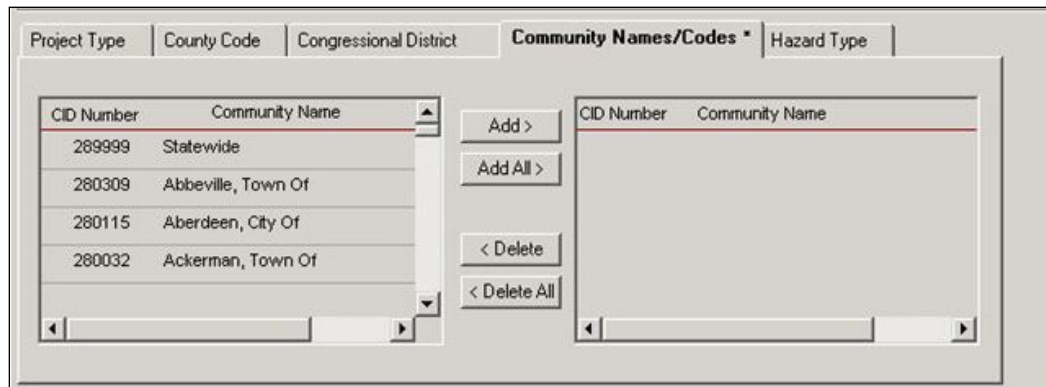 Project Type County Code Congressional District Community Names/Codes * Hazard Type
CID Number Community Name
289999 Statewide
280309 Abbeville, Town Of
280115 Aberdeen, City Of
280032 Ackerman, Town Of
Add >
Add All >
< Delete
< Delete All
CID Number Community Name